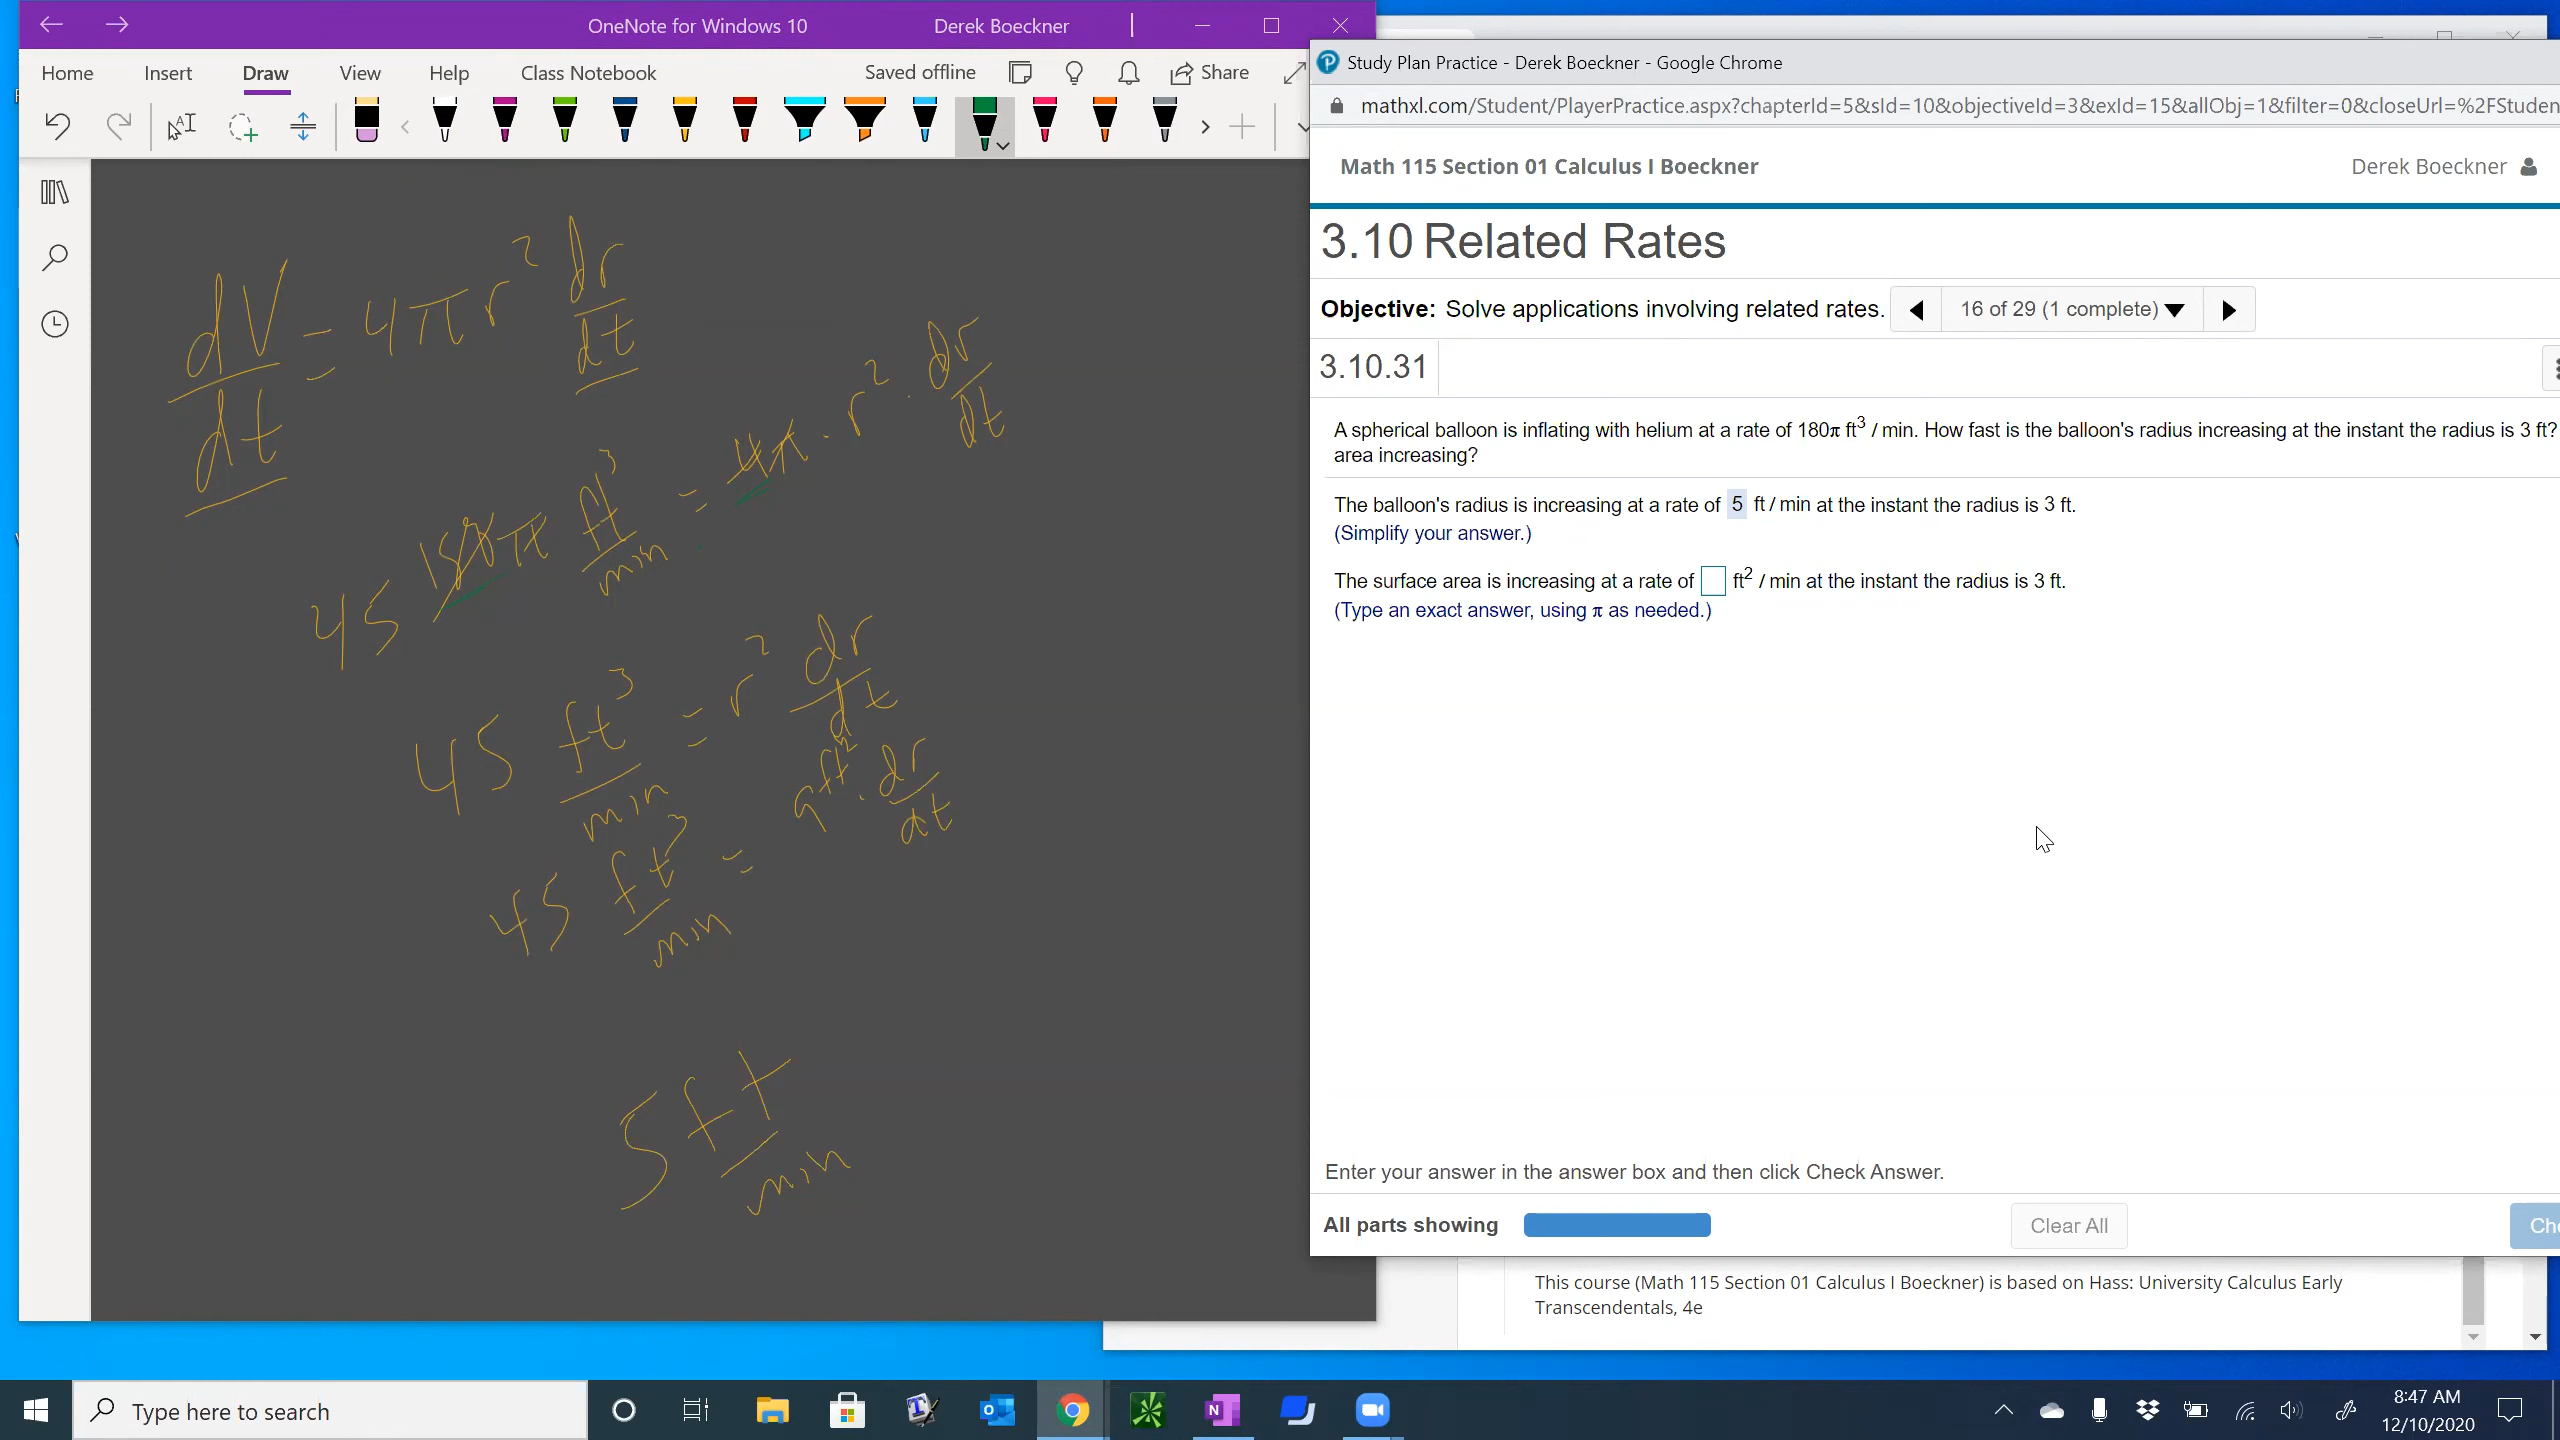 OneNote for Windows 10
Derek Boeckner
Home Insert Draw View Help Class Notebook
Saved offline
Share
dV/dt = 4πr² dr/dt
45 180π ft³/min = 4π · r² · dr/dt
45 ft³/min = r² dr/dt
45 ft³/min = 9ft² · dr/dt
5 ft/min
Study Plan Practice - Derek Boeckner - Google Chrome
mathxl.com/Student/PlayerPractice.aspx?chapterId=5&sId=10&objectiveId=3&exId=15&allObj=1&filter=0&closeUrl=%2FStuden
Math 115 Section 01 Calculus I Boeckner
Derek Boeckner
3.10 Related Rates
Objective: Solve applications involving related rates.
16 of 29 (1 complete)
3.10.31
A spherical balloon is inflating with helium at a rate of 180π ft³ / min. How fast is the balloon's radius increasing at the instant the radius is 3 ft?
area increasing?
The balloon's radius is increasing at a rate of 5 ft / min at the instant the radius is 3 ft.
(Simplify your answer.)
The surface area is increasing at a rate of ft² / min at the instant the radius is 3 ft.
(Type an exact answer, using π as needed.)
Enter your answer in the answer box and then click Check Answer.
All parts showing
Clear All
Che
This course (Math 115 Section 01 Calculus I Boeckner) is based on Hass: University Calculus Early
Transcendentals, 4e
Type here to search
8:47 AM
12/10/2020